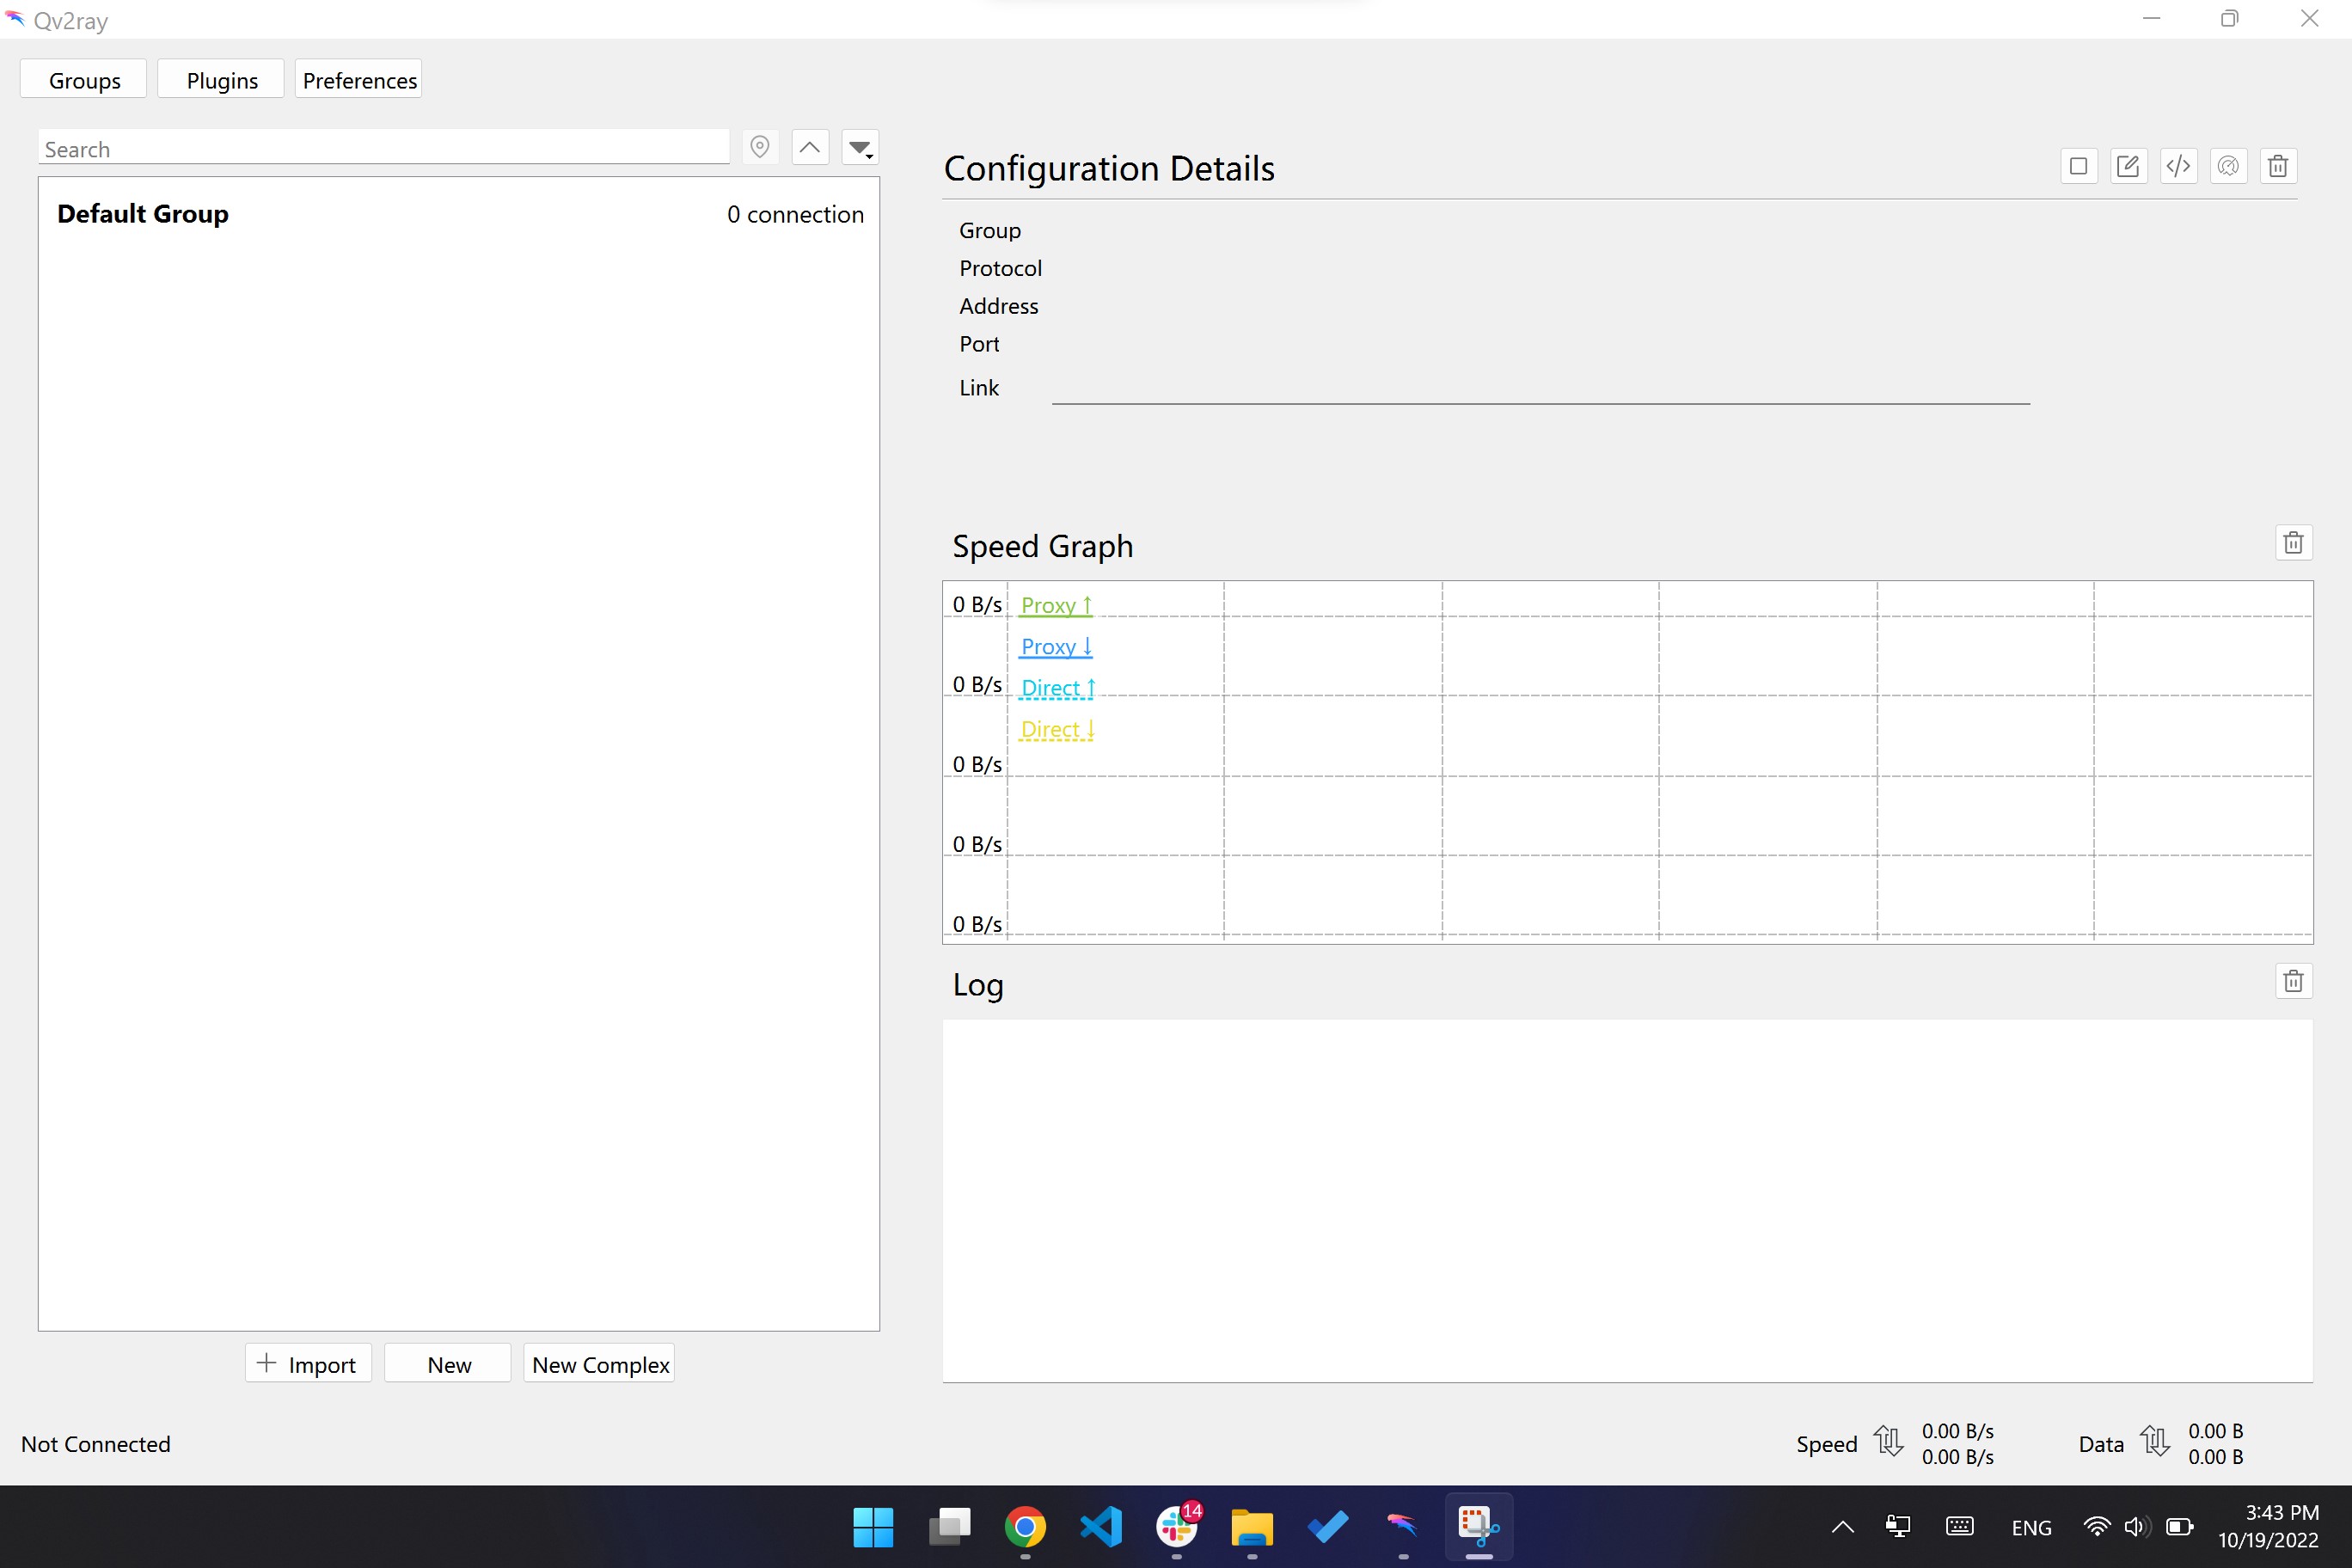 Qv2ray
Groups
Plugins
Preferences
Search
Default Group
0 connection
Import
New
New Complex
Configuration Details
Group
Protocol
Address
Port
Link
Speed Graph
0 B/s
0 B/s
0 B/s
0 B/s
0 B/s
Proxy ↑
Proxy ↓
Direct ↑
Direct ↓
Log
Not Connected
Speed
0.00 B/s
0.00 B/s
Data
0.00 B
0.00 B
14
ENG
3:43 PM
10/19/2022